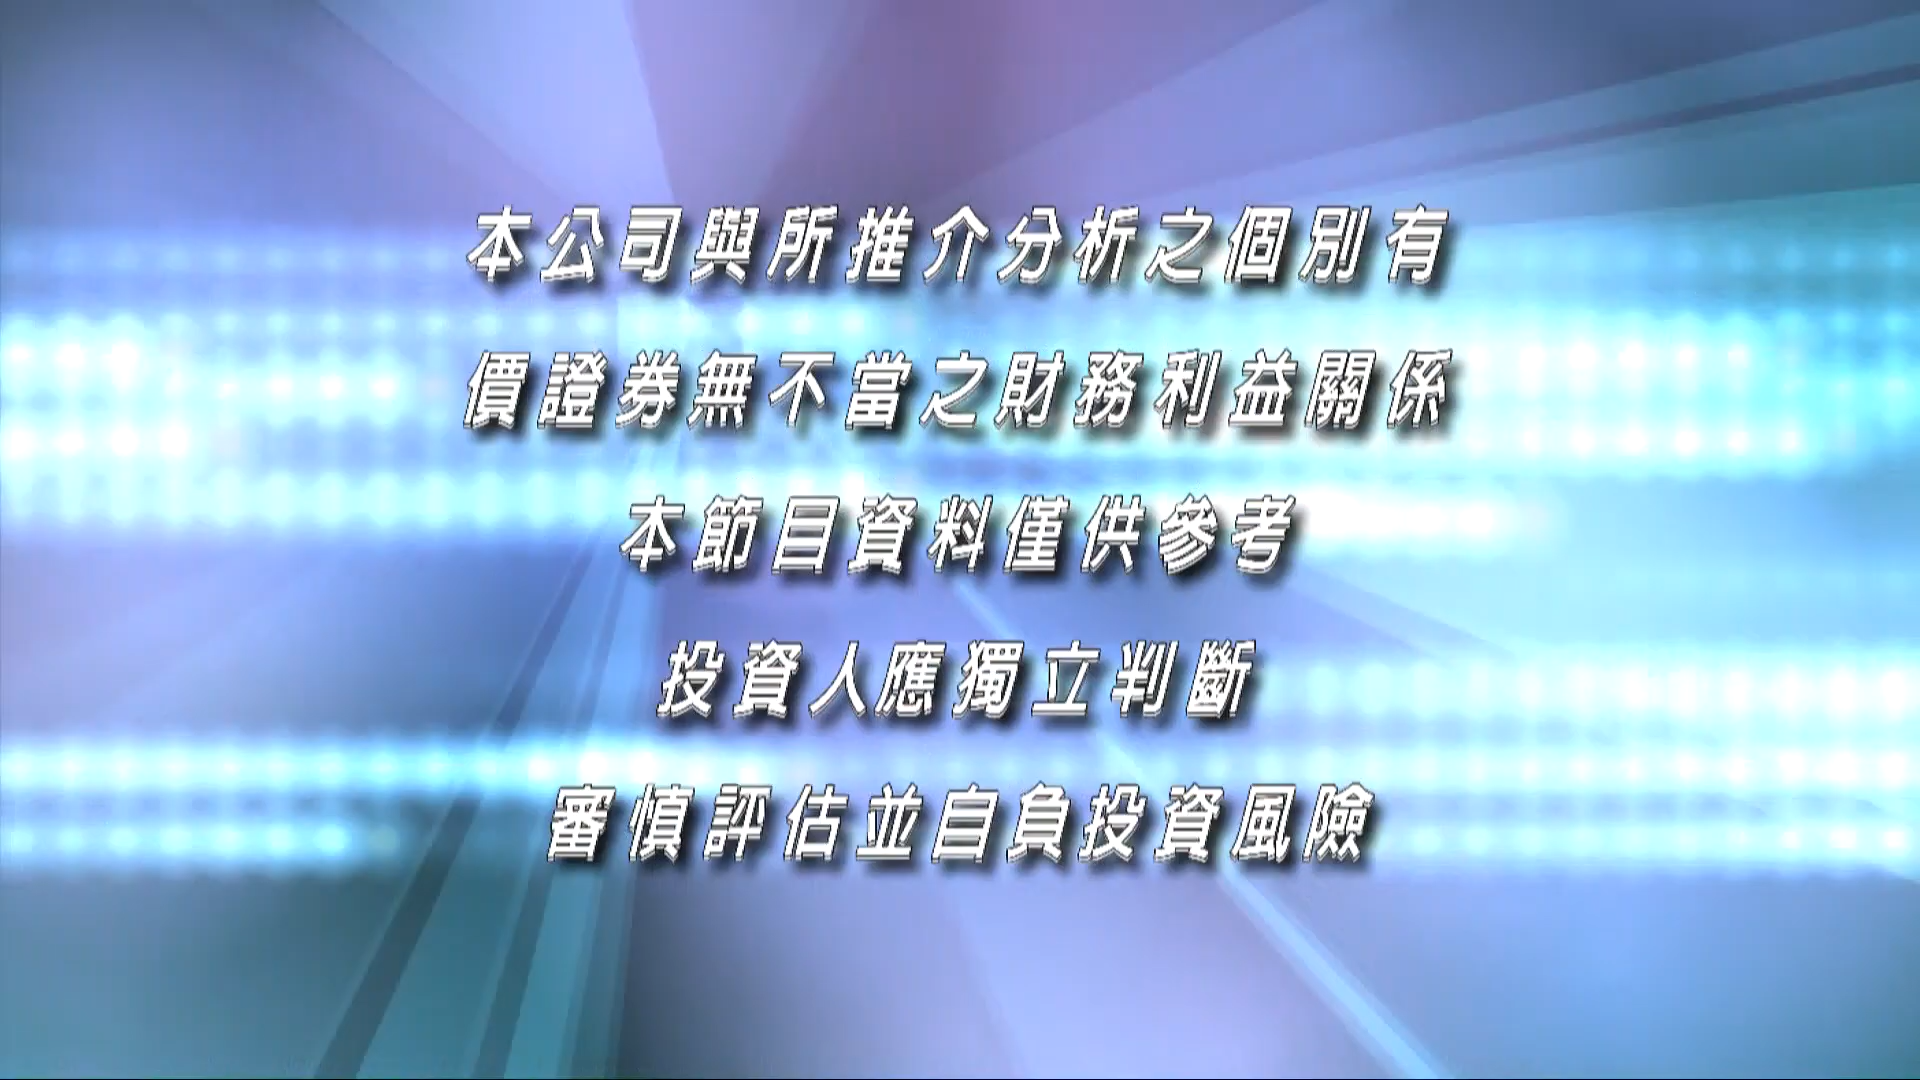 本公司與所推介分析之個別有
價證券無不當之財務利益關係
本節目資料僅供參考
投資人應獨立判斷
審慎評估並自負投資風險